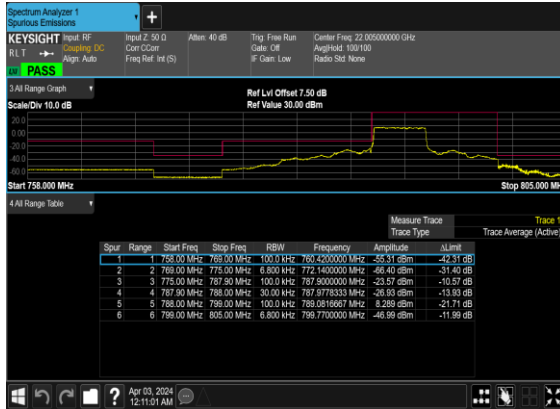 Spectrum Analyzer 1
Spurious Emissions
KEYSIGHT
RLT
Input: RF
Coupling: DC
Align: Auto
Input Z: 50 Ω
Corr CCorr
Freq Ref: Int (S)
Atten: 40 dB
Trig: Free Run
Gate: Off
IF Gain: Low
Center Freq: 22.005000000 GHz
Avg|Hold: 100/100
Radio Std: None
PASS
3 All Range Graph
Ref Lvl Offset 7.50 dB
Scale/Div 10.0 dB
Ref Value 30.00 dBm
20.0
0.00
-20.0
-40.0
-60.0
Start 758.000 MHz
Stop 805.000 MH
4 All Range Table
Measure Trace Trace 1
Trace Type Trace Average (Active)
Spur Range Start Freq Stop Freq RBW Frequency Amplitude ΔLimit
1 1 758.00 MHz 769.00 MHz 100.0 kHz 760.4200000 MHz -55.31 dBm -42.31 dB
2 2 769.00 MHz 775.00 MHz 6.800 kHz 772.1400000 MHz -66.40 dBm -31.40 dB
3 3 775.00 MHz 787.90 MHz 100.0 kHz 787.9000000 MHz -23.57 dBm -10.57 dB
4 4 787.90 MHz 788.00 MHz 30.00 kHz 787.9778333 MHz -26.93 dBm -13.93 dB
5 5 788.00 MHz 799.00 MHz 100.0 kHz 789.0816667 MHz 8.289 dBm -21.71 dB
6 6 799.00 MHz 805.00 MHz 6.800 kHz 799.7700000 MHz -46.99 dBm -11.99 dB
?
Apr 03, 2024
12:11:01 AM